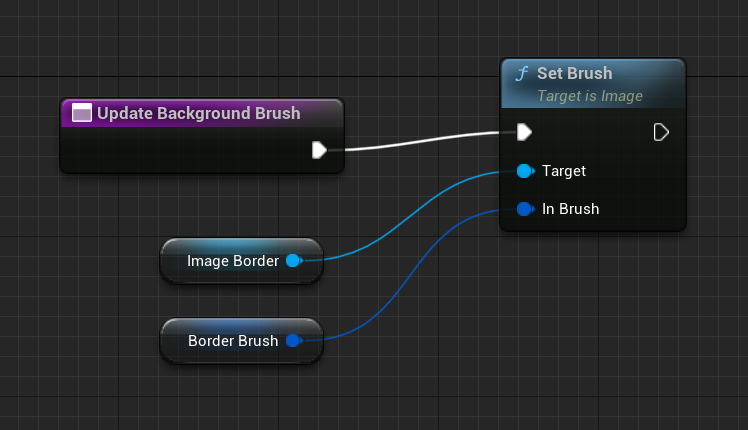 Update Background Brush
Set Brush
Target is Image
Target
In Brush
Image Border
Border Brush